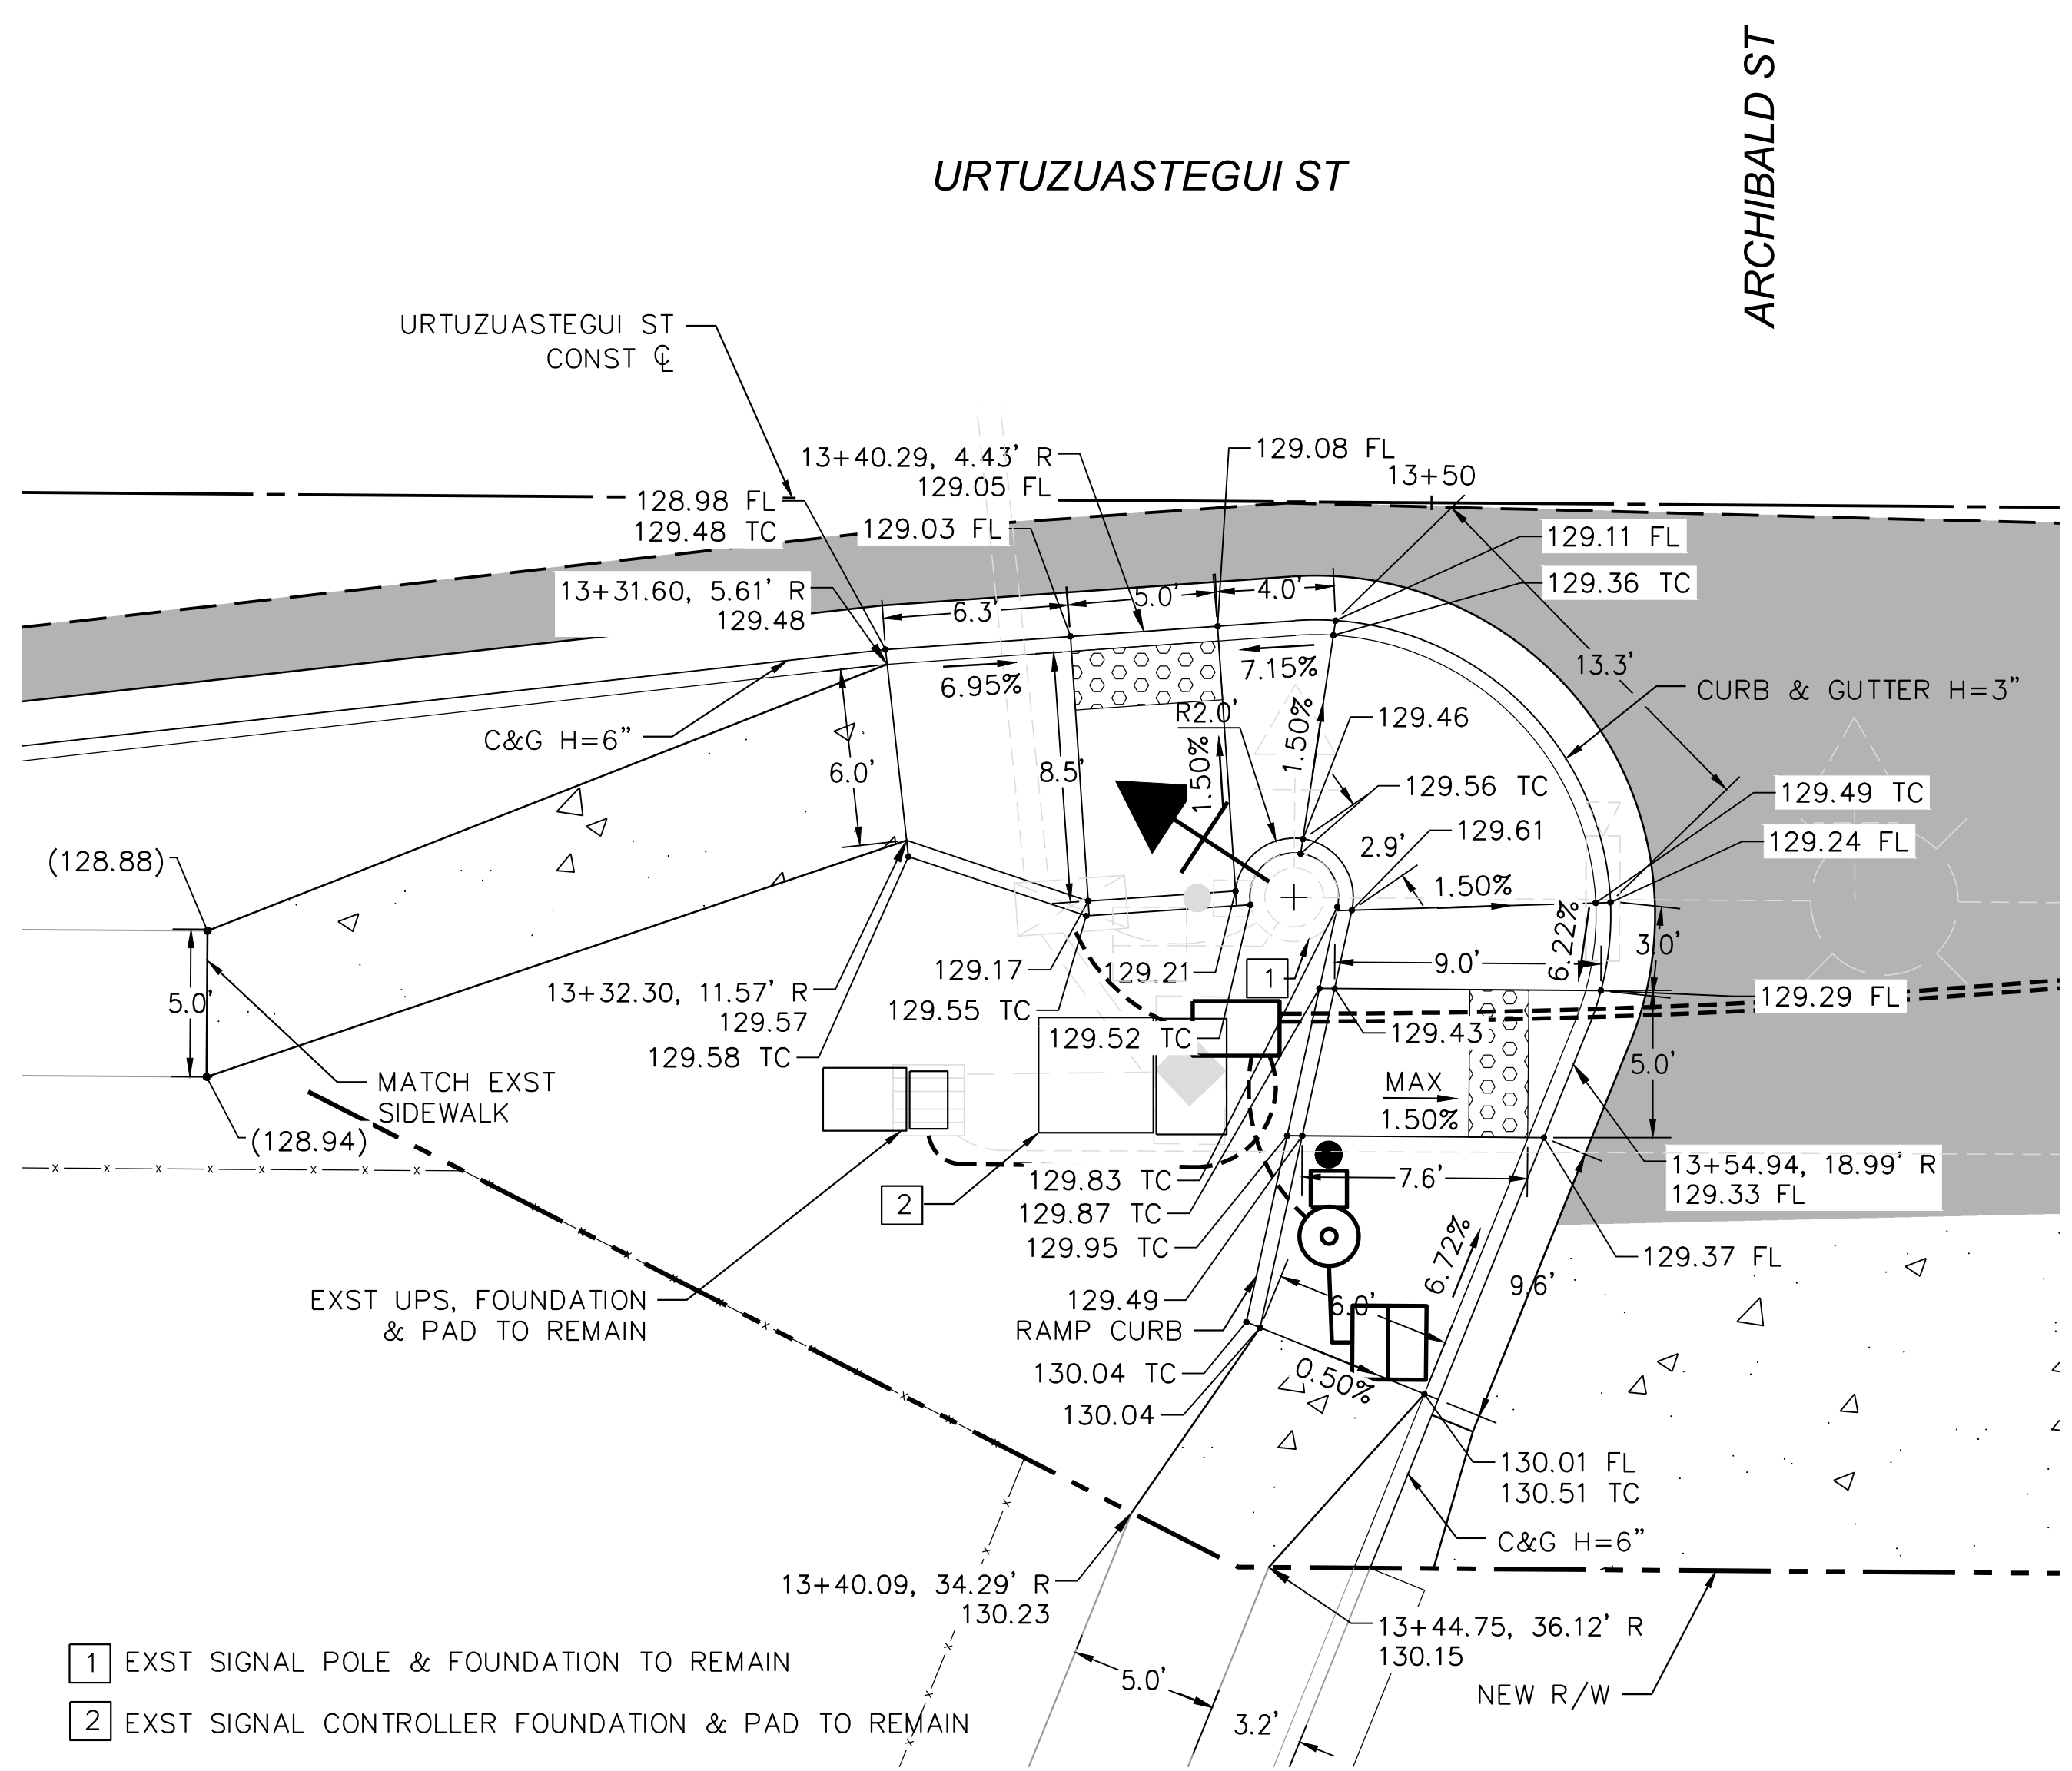 ARCHIBALD ST
URTUZUASTEGUI ST
URTUZUASTEGUI ST
CONST ℄
13+40.29, 4.43' R
129.05 FL
129.08 FL
13+50
128.98 FL
129.48 TC
129.03 FL
129.11 FL
129.36 TC
13+31.60, 5.61' R
129.48
6.3'
5.0'
4.0'
13.3'
6.95%
7.15%
CURB & GUTTER H=3"
R2.0'
129.46
C&G H=6"
6.0'
8.5'
1.50%
1.50%
129.56 TC
129.49 TC
129.61
129.24 FL
2.9'
(128.88)
1.50%
6.22%
3.0'
129.17
129.21
1
9.0'
13+32.30, 11.57' R
129.57
129.58 TC
129.55 TC
129.52 TC
129.43
129.29 FL
5.0'
5.0'
MATCH EXST
SIDEWALK
MAX
1.50%
(128.94)
129.83 TC
129.87 TC
129.95 TC
7.6'
13+54.94, 18.99' R
129.33 FL
2
129.37 FL
6.72%
9.6'
EXST UPS, FOUNDATION
& PAD TO REMAIN
129.49
RAMP CURB
6.0'
130.04 TC
0.50%
130.04
130.01 FL
130.51 TC
C&G H=6"
13+40.09, 34.29' R
130.23
13+44.75, 36.12' R
130.15
1 EXST SIGNAL POLE & FOUNDATION TO REMAIN
5.0'
NEW R/W
2 EXST SIGNAL CONTROLLER FOUNDATION & PAD TO REMAIN
3.2'